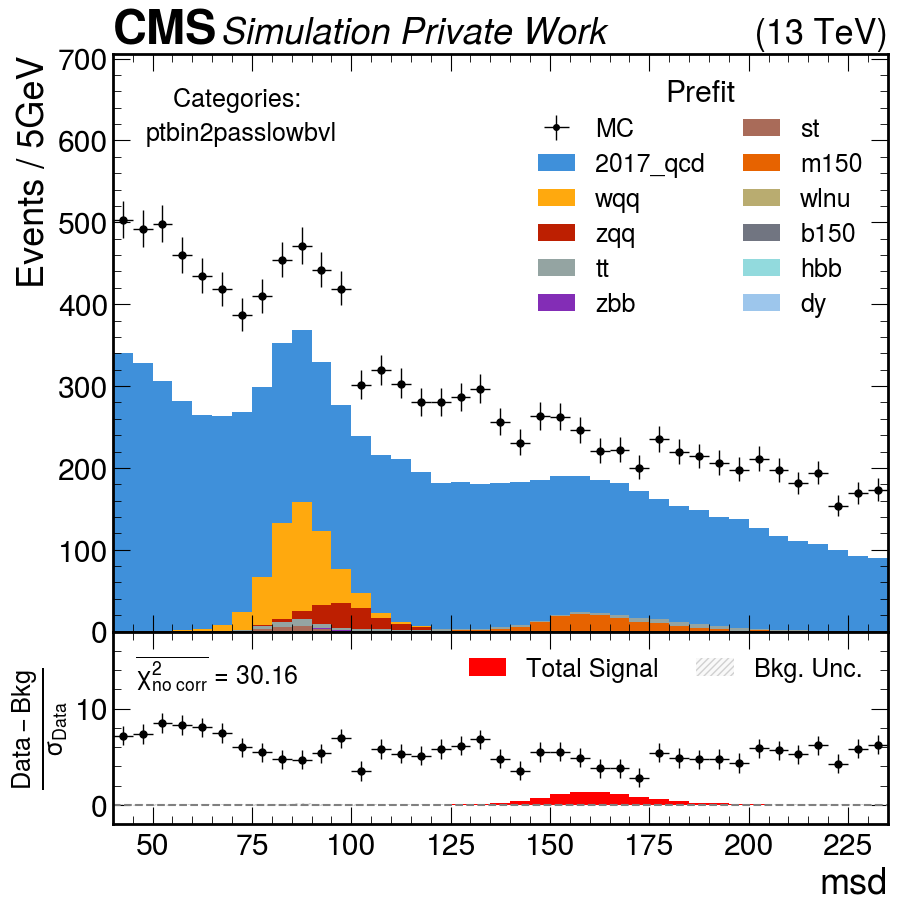 CMS Simulation Private Work (13 TeV)
Events / 5GeV
700
600
500
400
300
200
100
0
Categories:
ptbin2passlowbvl
Prefit
MC
2017_qcd
wqq
zqq
tt
zbb
st
m150
wlnu
b150
hbb
dy
Data – Bkg
σData
10
0
χ²no corr = 30.16
Total Signal
Bkg. Unc.
50 75 100 125 150 175 200 225
msd